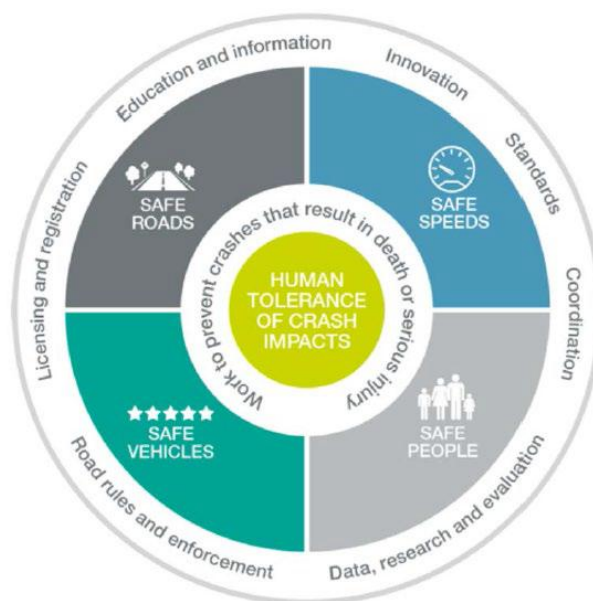 Education and information
Innovation
Standards
Coordination
Data, research and evaluation
Road rules and enforcement
Licensing and registration
SAFE
ROADS
SAFE
SPEEDS
SAFE
VEHICLES
SAFE
PEOPLE
Work to prevent crashes that result in death or serious injury
HUMAN
TOLERANCE
OF CRASH
IMPACTS